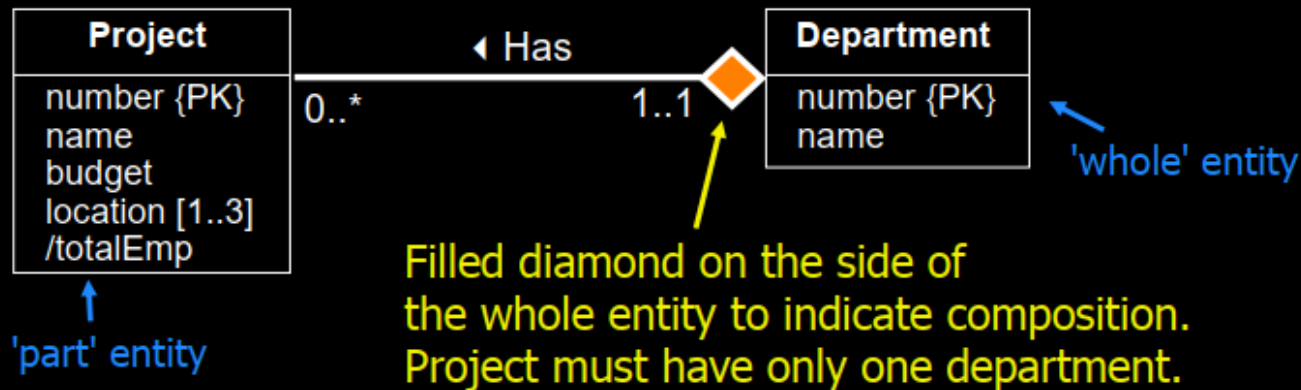 Project
number {PK}
name
budget
location [1..3]
/totalEmp
'part' entity
◀ Has
0..*
1..1
Department
number {PK}
name
'whole' entity
Filled diamond on the side of
the whole entity to indicate composition.
Project must have only one department.